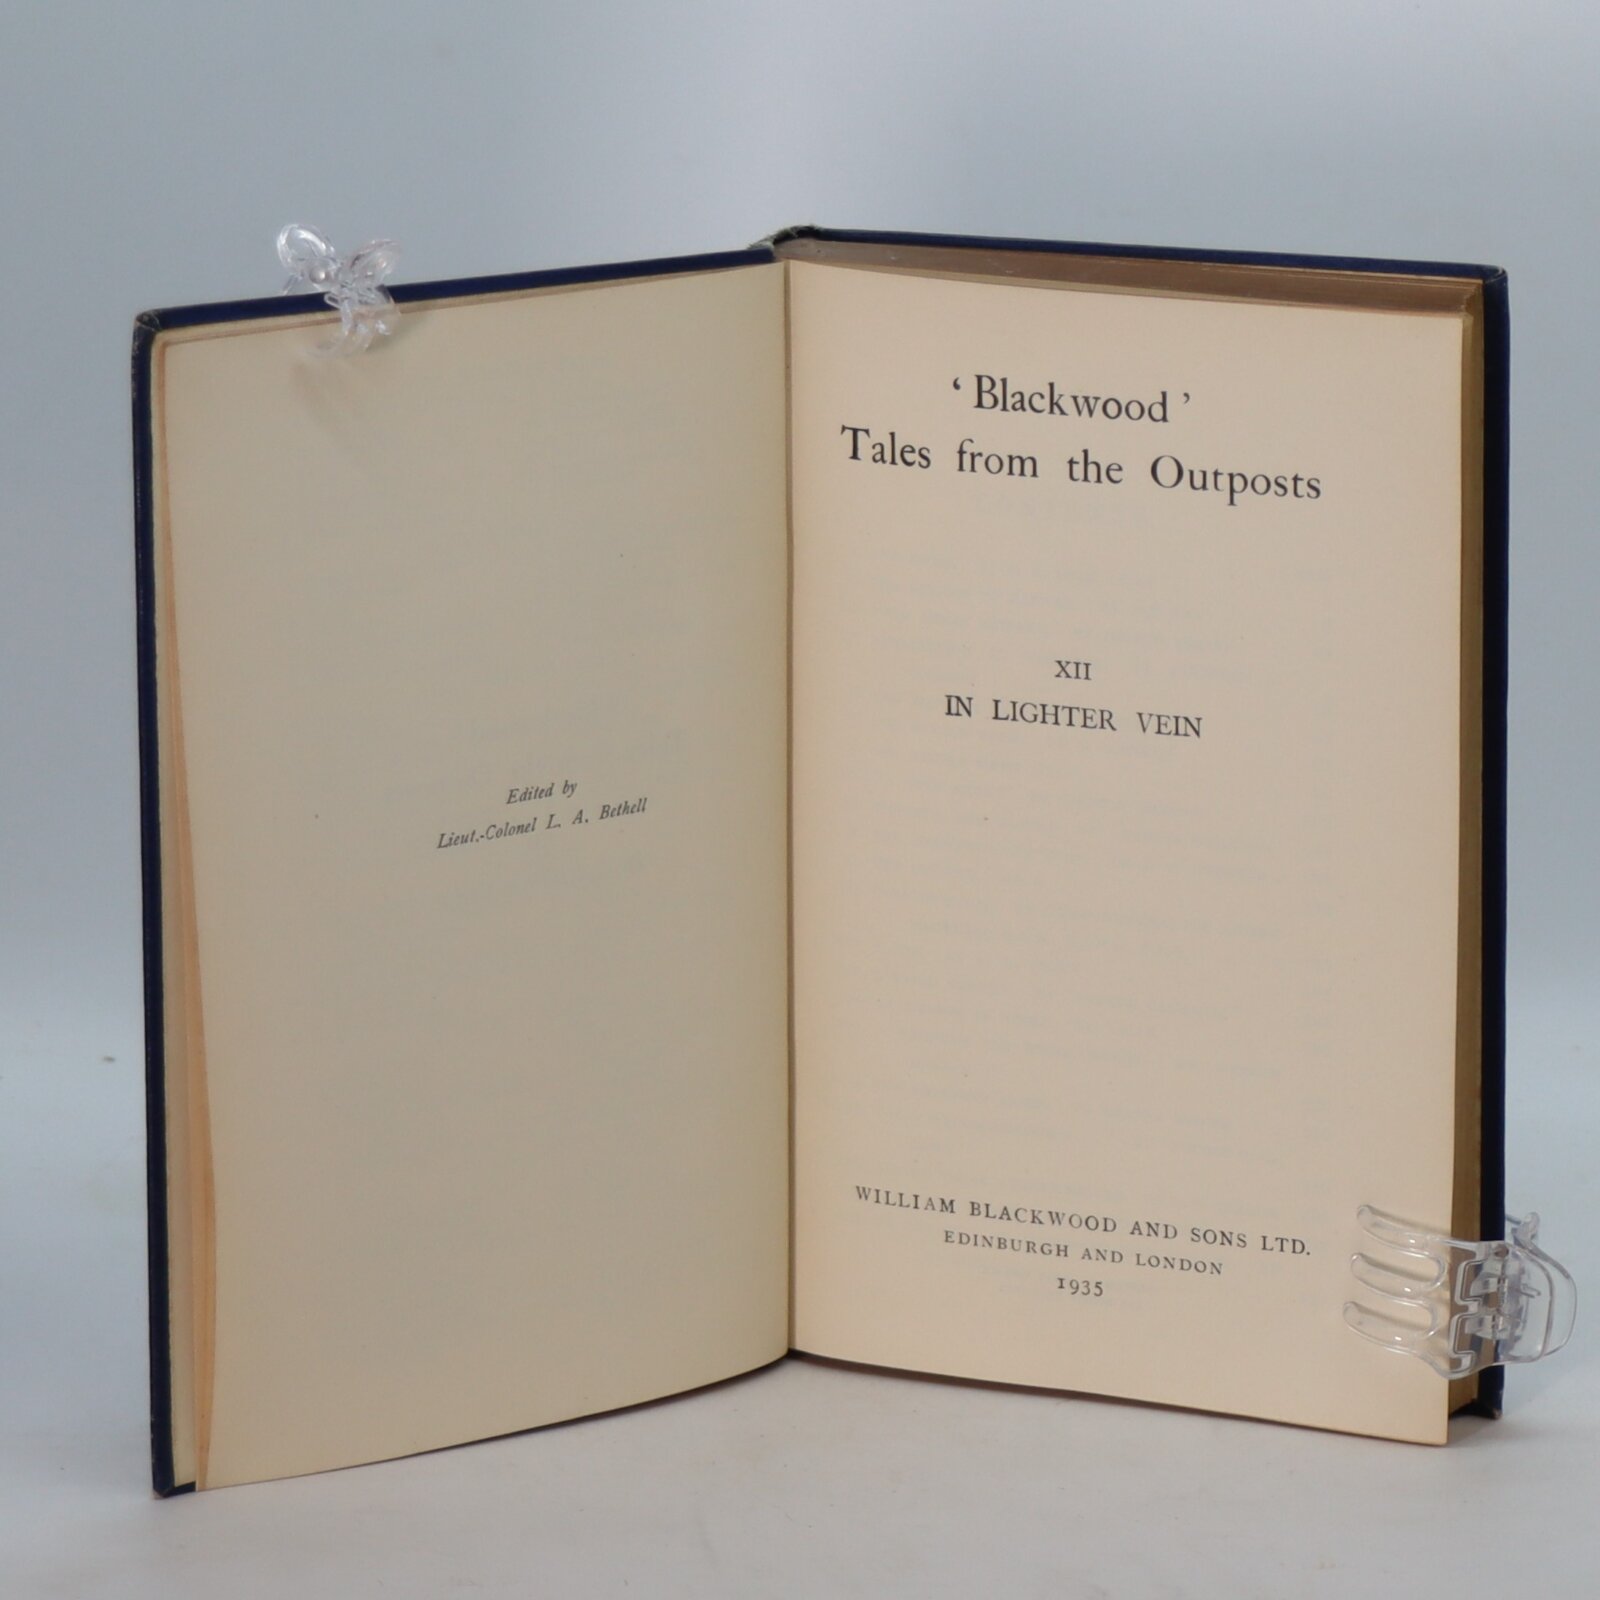 Edited by
Lieut.-Colonel L. A. Bethell
‘Blackwood’
Tales from the Outposts
XII
IN LIGHTER VEIN
WILLIAM BLACKWOOD AND SONS LTD.
EDINBURGH AND LONDON
1935